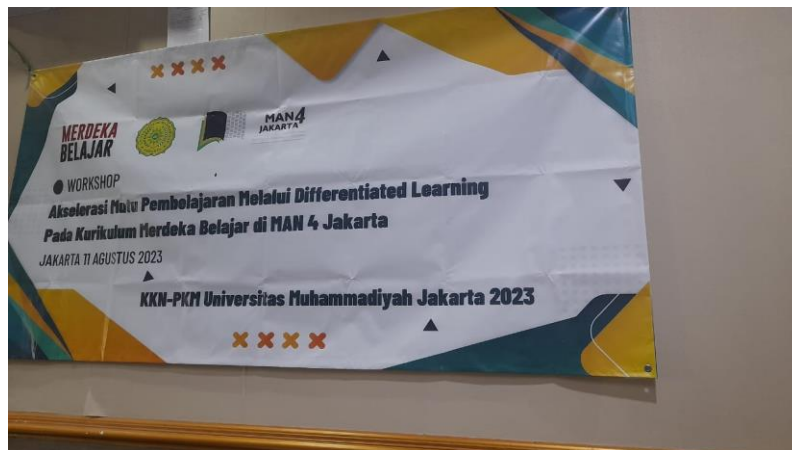 MERDEKA
BELAJAR
MAN4
JAKARTA
WORKSHOP
Akselerasi Mutu Pembelajaran Melalui Differentiated Learning
Pada Kurikulum Merdeka Belajar di MAN 4 Jakarta
JAKARTA 11 AGUSTUS 2023
KKN-PKM Universitas Muhammadiyah Jakarta 2023